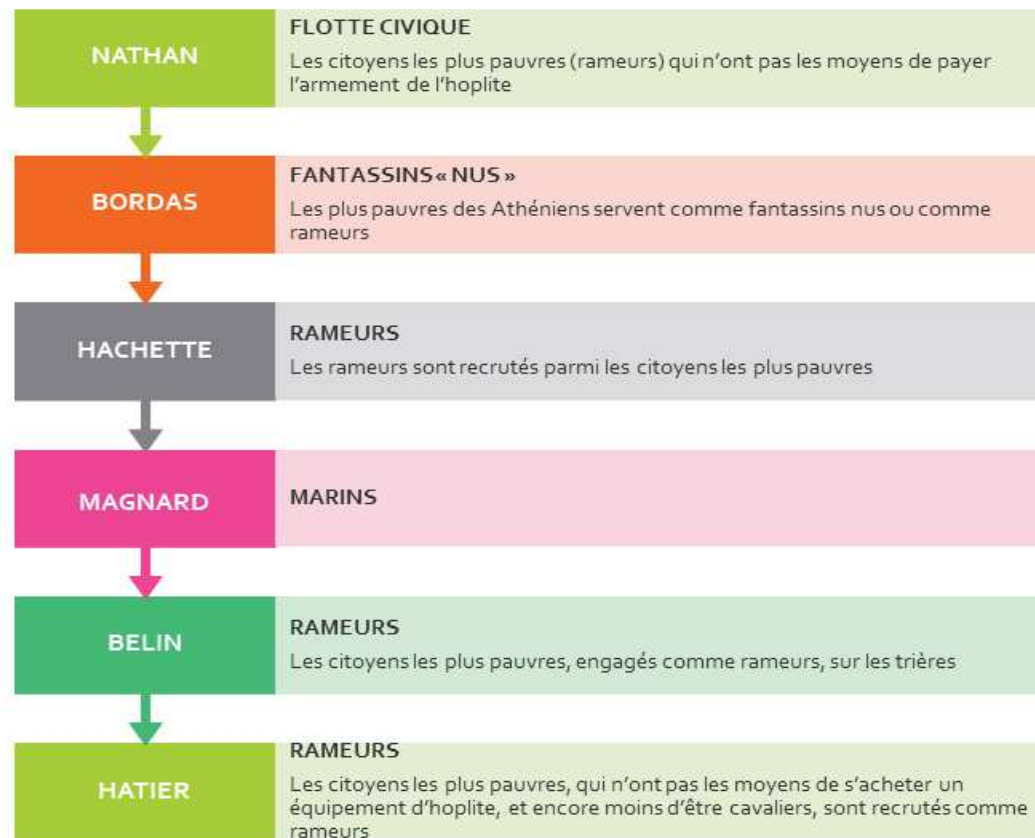 NATHAN
FLOTTE CIVIQUE
Les citoyens les plus pauvres (rameurs) qui n'ont pas les moyens de payer
l'armement de l'hoplite
BORDAS
FANTASSINS « NUS »
Les plus pauvres des Athéniens servent comme fantassins nus ou comme
rameurs
HACHETTE
RAMEURS
Les rameurs sont recrutés parmi les citoyens les plus pauvres
MAGNARD
MARINS
BELIN
RAMEURS
Les citoyens les plus pauvres, engagés comme rameurs, sur les trières
HATIER
RAMEURS
Les citoyens les plus pauvres, qui n'ont pas les moyens de s'acheter un
équipement d'hoplite, et encore moins d'être cavaliers, sont recrutés comme
rameurs